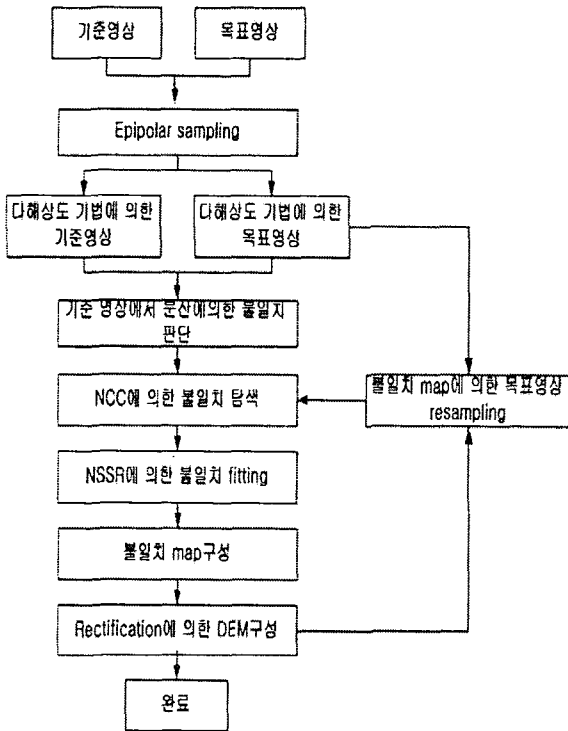 기준영상
목표영상
Epipolar sampling
다해상도 기법에 의한
기준영상
다해상도 기법에 의한
목표영상
기준 영상에서 분산에의한 불일치
판단
NCC에 의한 불일치 탐색
불일치 map에 의한 목표영상
resampling
NSSR에 의한 불일치 fitting
불일치 map구성
Rectification에 의한 DEM구성
완료